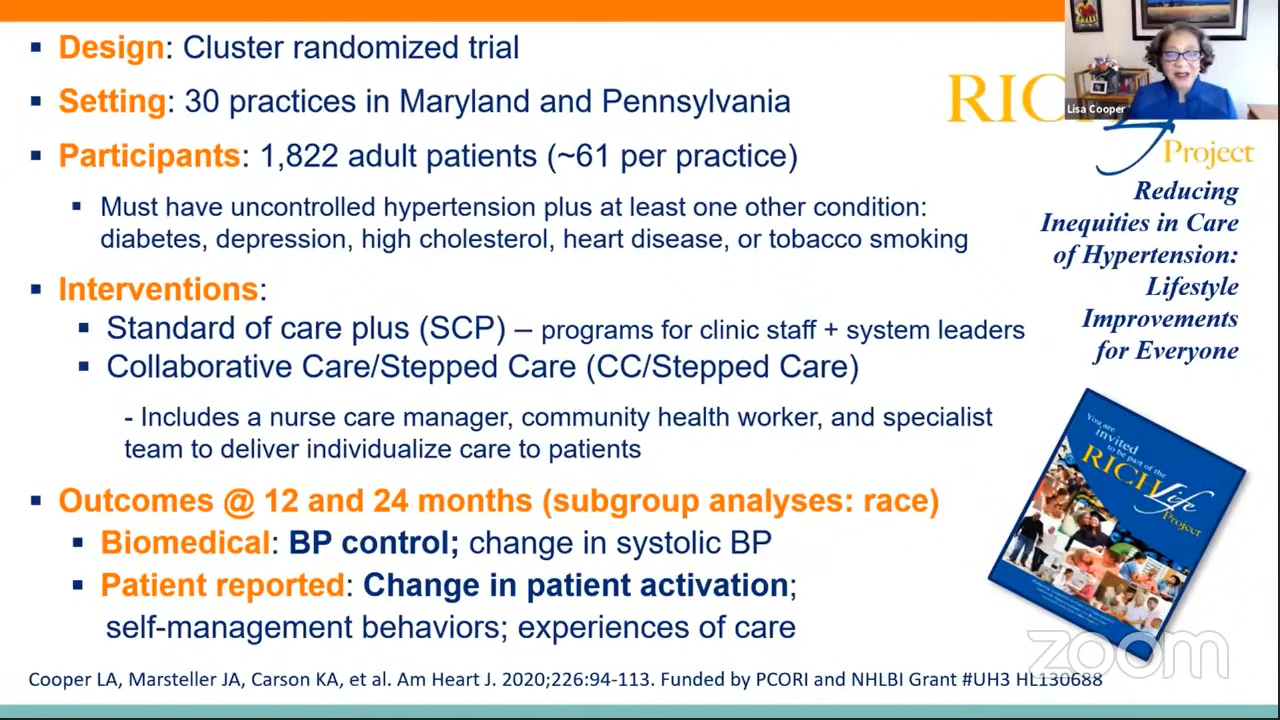 ▪ Design: Cluster randomized trial
▪ Setting: 30 practices in Maryland and Pennsylvania
▪ Participants: 1,822 adult patients (~61 per practice)
▪ Must have uncontrolled hypertension plus at least one other condition:
diabetes, depression, high cholesterol, heart disease, or tobacco smoking
▪ Interventions:
▪ Standard of care plus (SCP) – programs for clinic staff + system leaders
▪ Collaborative Care/Stepped Care (CC/Stepped Care)
- Includes a nurse care manager, community health worker, and specialist
team to deliver individualize care to patients
▪ Outcomes @ 12 and 24 months (subgroup analyses: race)
▪ Biomedical: BP control; change in systolic BP
▪ Patient reported: Change in patient activation;
self-management behaviors; experiences of care
Cooper LA, Marsteller JA, Carson KA, et al. Am Heart J. 2020;226:94-113. Funded by PCORI and NHLBI Grant #UH3 HL130688
Lisa Cooper
RIC
Project
Reducing
Inequities in Care
of Hypertension:
Lifestyle
Improvements
for Everyone
You are
invited
to be part of the
RICH
Life
Project
zoom